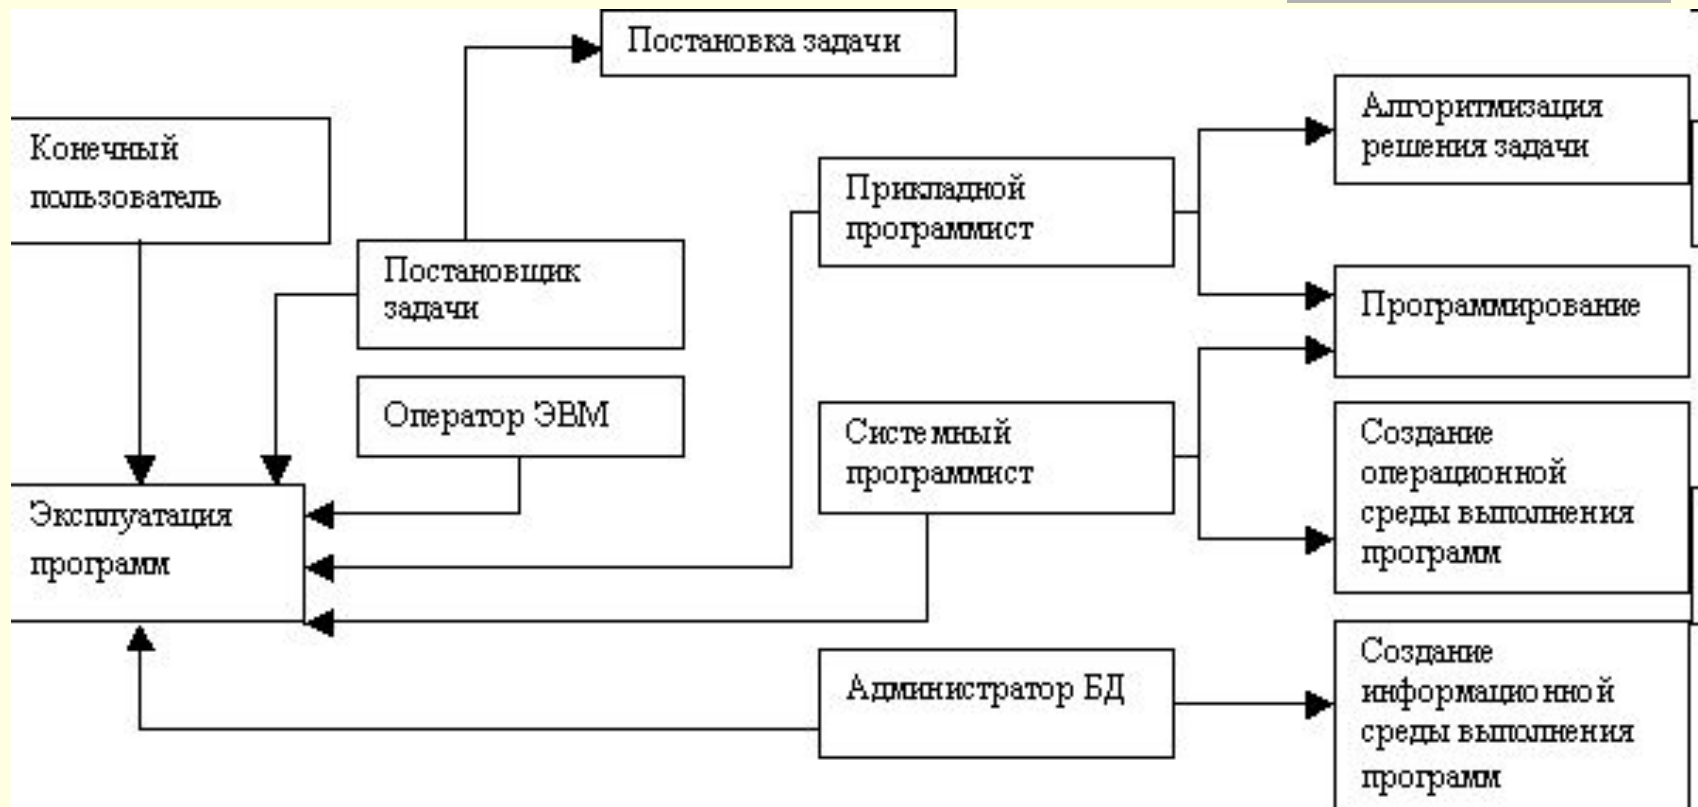 Постановка задачи
Конечный
пользователь
Постановщик
задачи
Оператор ЭВМ
Эксплуатация
программ
Прикладной
программист
Системный
программист
Администратор БД
Алгоритмизация
решения задачи
Программирование
Создание
операционной
среды выполнения
программ
Создание
информационной
среды выполнения
программ